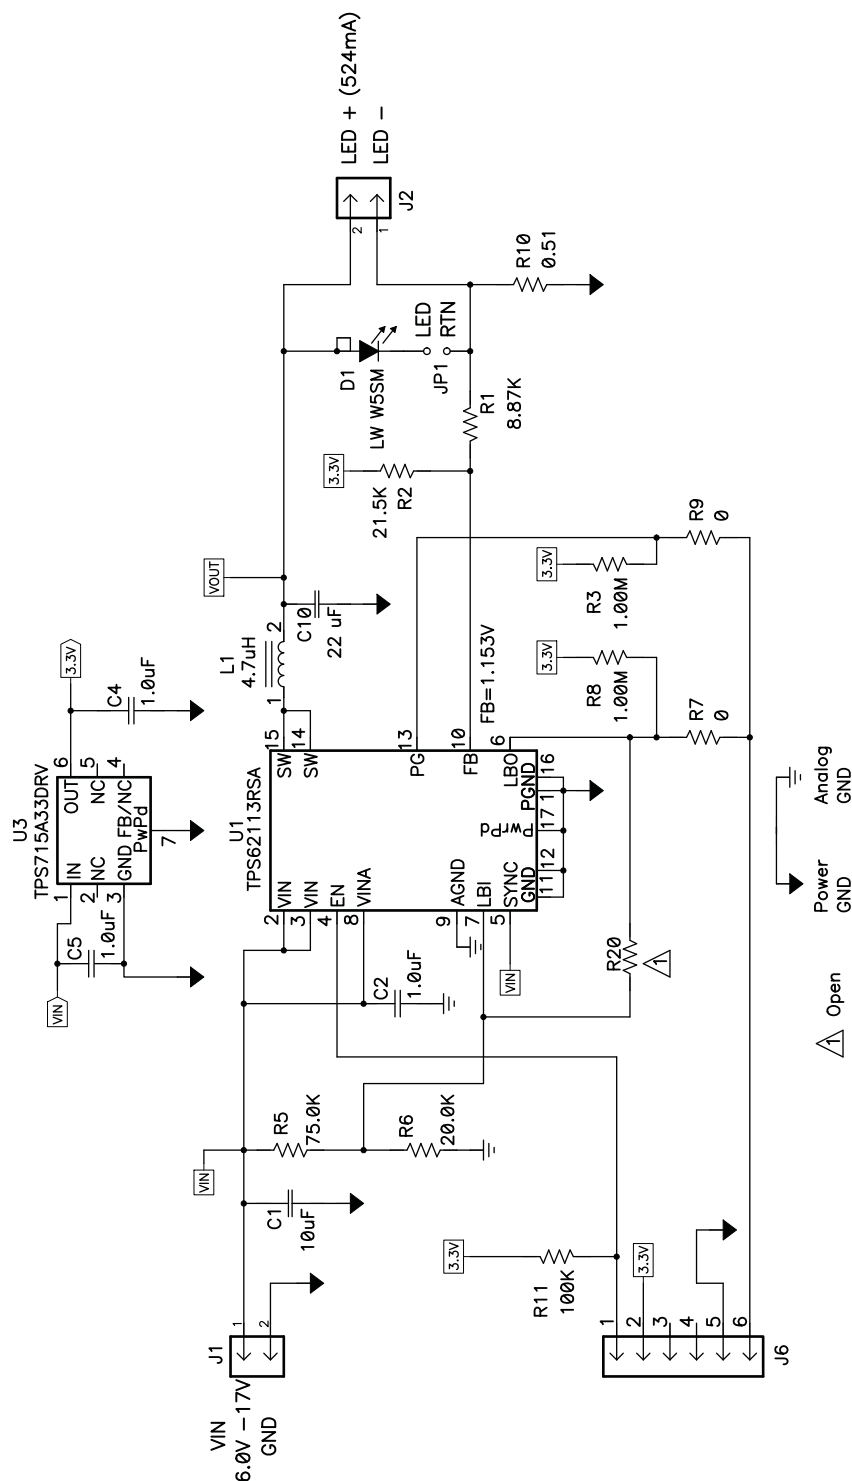 VIN
6.0V -17V
GND
J1
1
2
C1
10uF
VIN
R5
75.0K
R6
20.0K
VIN
C5
1.0uF
U3
TPS715A33DRV
1
2
3
IN
NC
GND
OUT
NC
FB/NC
PwPd
6
5
4
7
3.3V
C4
1.0uF
C2
1.0uF
U1
TPS62113RSA
2
3
4
8
9
7
5
VIN
VIN
EN
VINA
AGND
LBI
SYNC
GND
PwrPd
PGND
SW
SW
PG
FB
LBO
15
14
13
10
6
11
12
17
1
16
VIN
L1
4.7uH
1
2
C10
22 uF
VOUT
FB=1.153V
3.3V
21.5K
R2
R1
8.87K
D1
LW W5SM
LED
RTN
JP1
R10
0.51
2
1
J2
LED + (524mA)
LED -
3.3V
R11
100K
3.3V
1
2
3
4
5
6
J6
R20
1
3.3V
R8
1.00M
R7
0
3.3V
R3
1.00M
R9
0
1 Open
Power
GND
Analog
GND